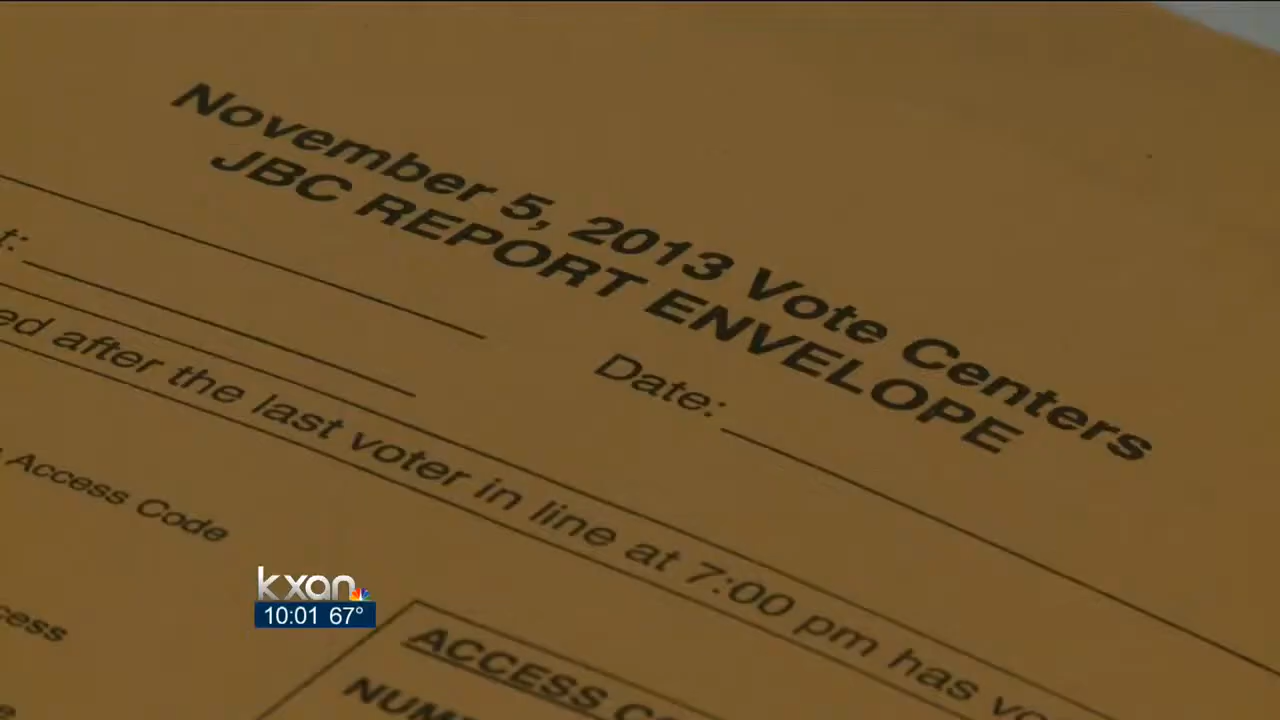 November 5, 2013 Vote Centers
JBC REPORT ENVELOPE
t:
Date:
ed after the last voter in line at 7:00 pm has vo
Access Code
cess
ACCESS CO
NUM
kxan
10:01 67°